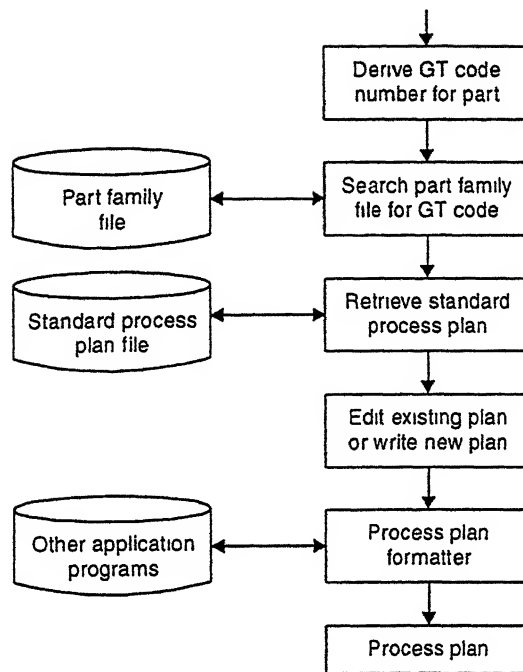 Derive GT code
number for part
Part family
file
Search part family
file for GT code
Standard process
plan file
Retrieve standard
process plan
Edit existing plan
or write new plan
Other application
programs
Process plan
formatter
Process plan